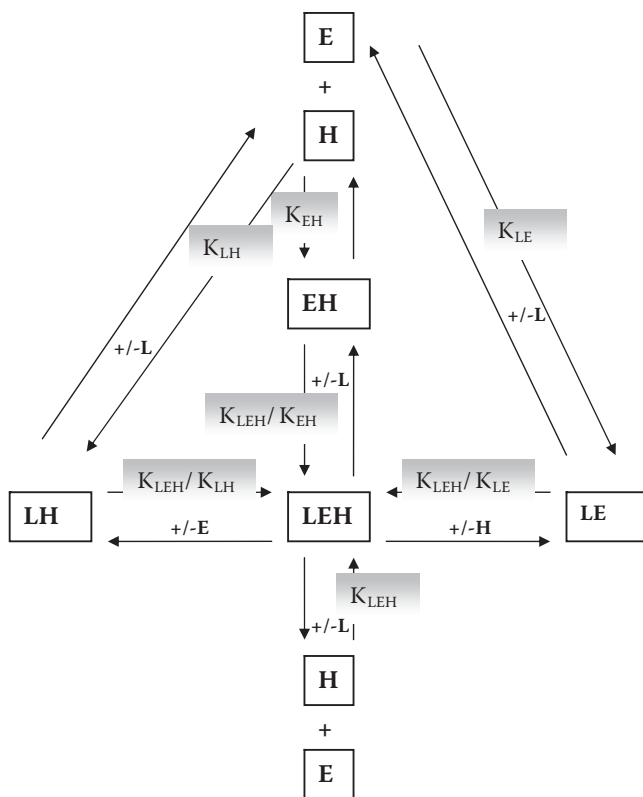 E
+
H
K_EH
K_LH
K_LE
EH
+/-L
+/-L
+/-L
K_LEH/ K_EH
K_LEH/ K_LH
K_LEH/ K_LE
LH
LEH
LE
+/-E
+/-H
K_LEH
+/-L
H
+
E